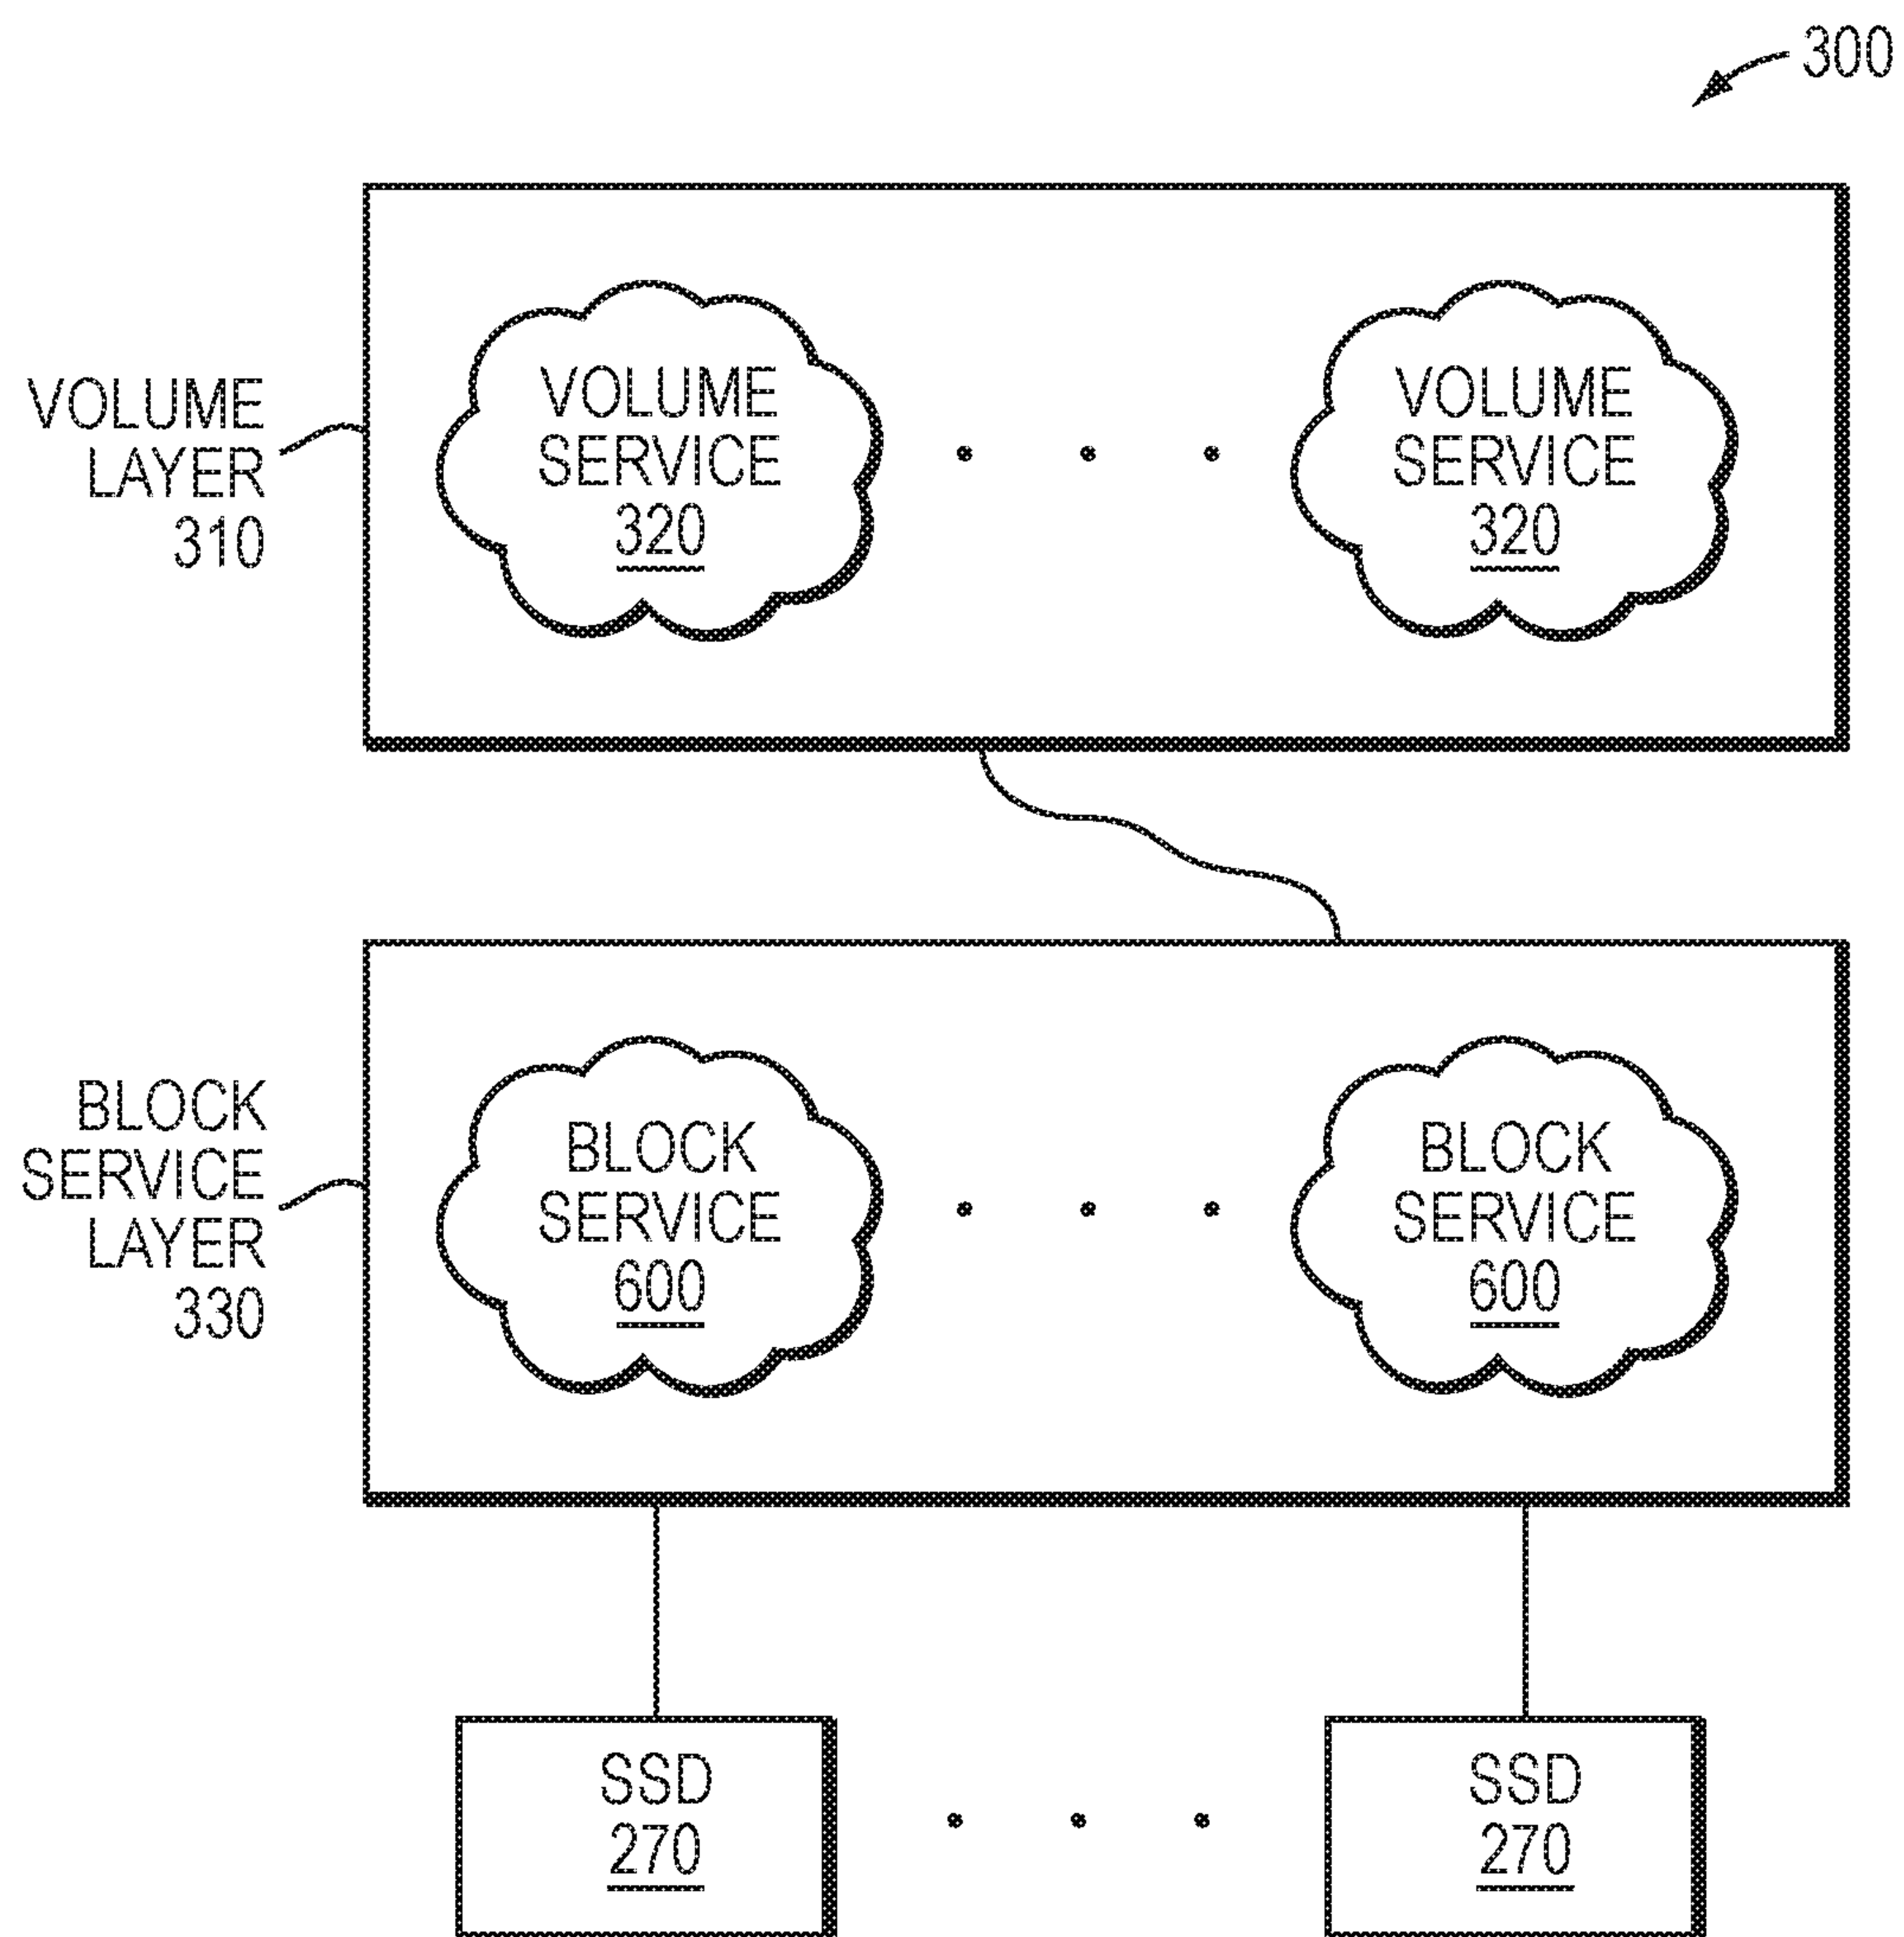 300
VOLUME
LAYER
310
VOLUME
SERVICE
320
VOLUME
SERVICE
320
BLOCK
SERVICE
LAYER
330
BLOCK
SERVICE
600
BLOCK
SERVICE
600
SSD
270
SSD
270